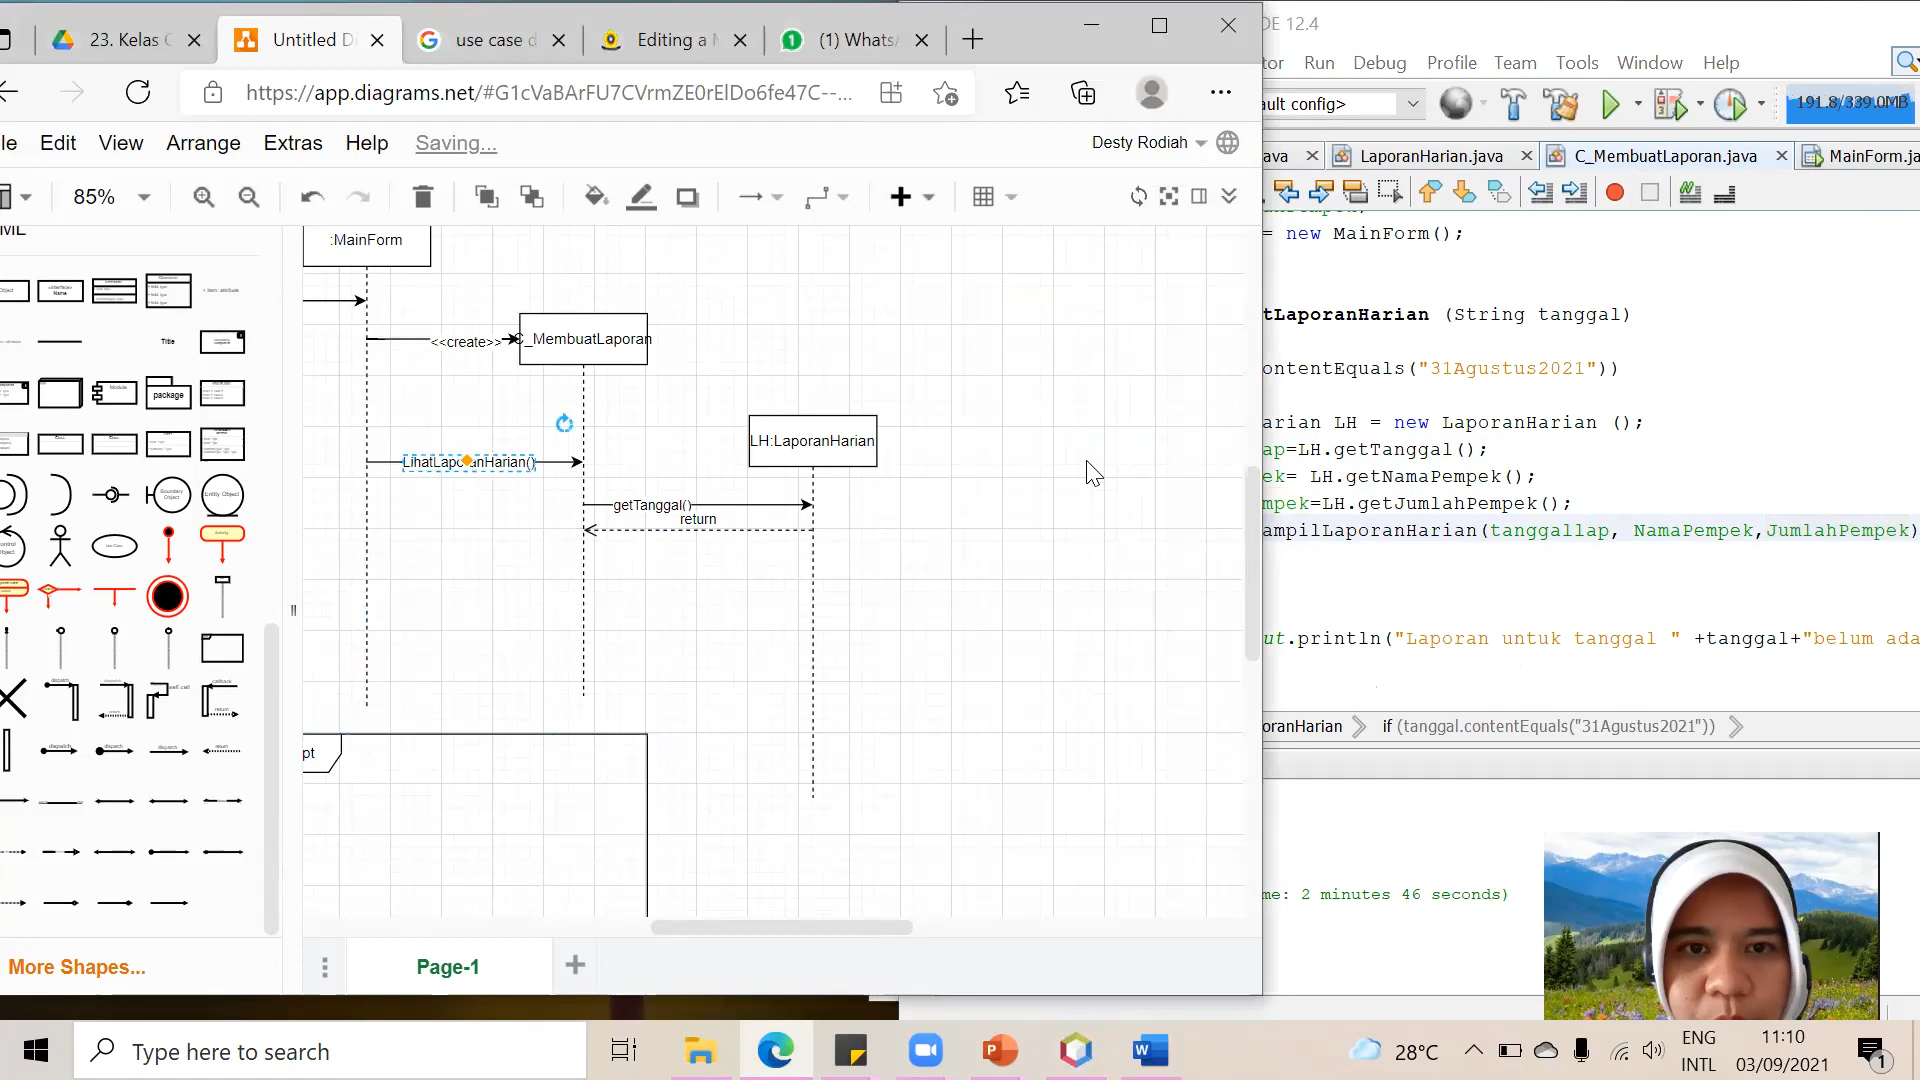 DE 12.4
23. Kelas
Untitled D
use case d
Editing a
(1) Whats
tor Run Profile Team Tools Window Help
Debug
https://app.diagrams.net/#G1cVaBArFU7CVrmZE0rElDo6fe47C--...
ault config>
191.8/339.0MB
le Edit View Arrange Extras Help Saving...
Desty Rodiah
ava
LaporanHarian.java
C_MembuatLaporan.java
MainForm.ja
85%
= new MainForm();
:MainForm
<<create>>
C_MembuatLaporan
tLaporanHarian (String tanggal)
ontentEquals("31Agustus2021"))
arian LH = new LaporanHarian ();
ap=LH.getTanggal();
ek= LH.getNamaPempek();
mpek=LH.getJumlahPempek();
ampilLaporanHarian(tanggallap, NamaPempek,JumlahPempek)
LH:LaporanHarian
LihatLaporanHarian()
getTanggal()
return
ut.println("Laporan untuk tanggal " +tanggal+"belum ada
oranHarian
if (tanggal.contentEquals("31Agustus2021"))
pt
Title
package
me: 2 minutes 46 seconds)
More Shapes...
Page-1
Type here to search
28°C
ENG
INTL
11:10
03/09/2021
1